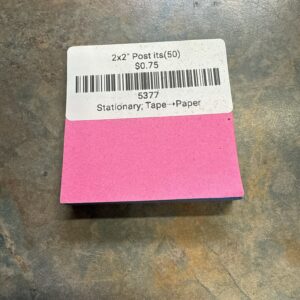 2x2" Post its(50)
$0.75
5377
Stationary; Tape→Paper